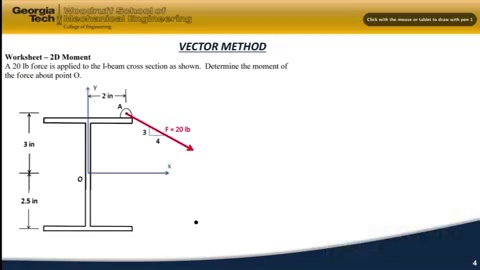 Georgia Tech
Woodruff School of
Mechanical Engineering
College of Engineering
Click with the mouse or tablet to draw with pen 1
VECTOR METHOD
Worksheet – 2D Moment
A 20 lb force is applied to the I-beam cross section as shown. Determine the moment of
the force about point O.
Y
2 in
A
F = 20 lb
3
4
3 in
x
O
2.5 in
4